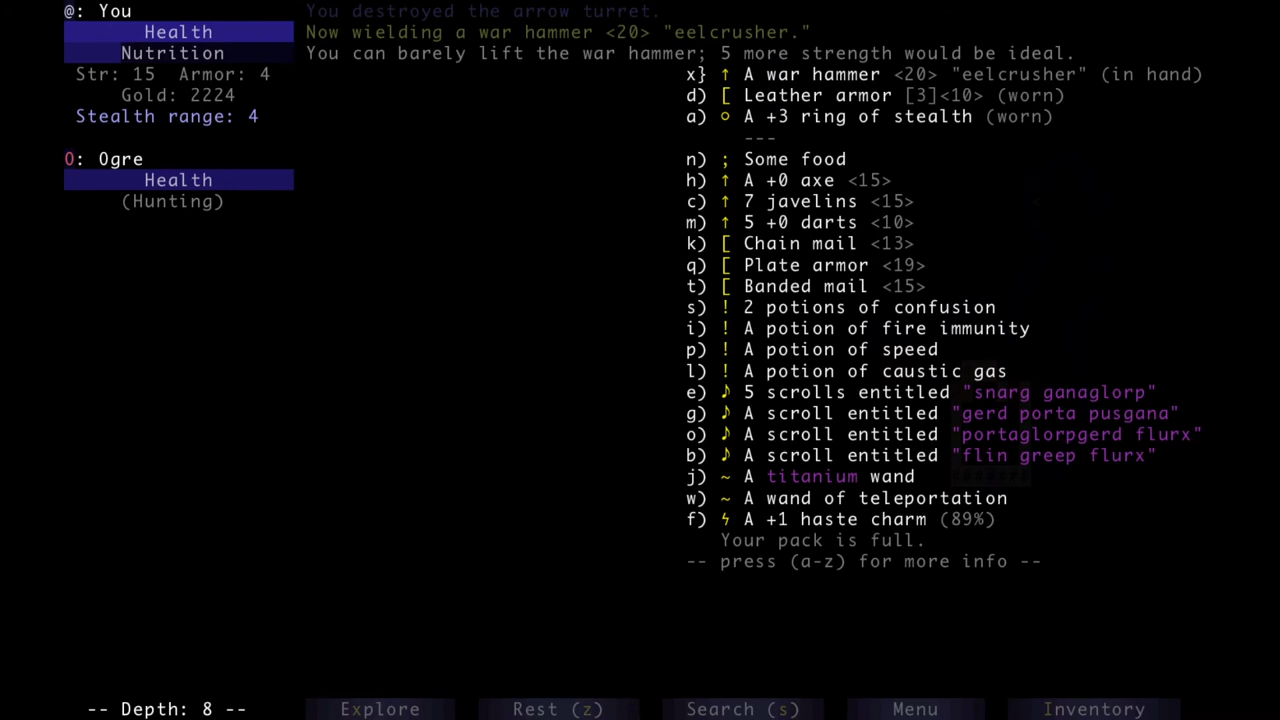 @: You
You destroyed the arrow turret.
Health
Now wielding a war hammer <20> "eelcrusher."
Nutrition
You can barely lift the war hammer; 5 more strength would be ideal.
Str: 15 Armor: 4
x} ↑ A war hammer <20> "eelcrusher" (in hand)
Gold: 2224
d) [ Leather armor [3]<10> (worn)
Stealth range: 4
a) ○ A +3 ring of stealth (worn)
---
O: Ogre
n) ; Some food
Health
h) ↑ A +0 axe <15>
(Hunting)
c) ↑ 7 javelins <15>
m) ↑ 5 +0 darts <10>
k) [ Chain mail <13>
q) [ Plate armor <19>
t) [ Banded mail <15>
s) ! 2 potions of confusion
i) ! A potion of fire immunity
p) ! A potion of speed
l) ! A potion of caustic gas
e) ♪ 5 scrolls entitled "snarg ganaglorp"
g) ♪ A scroll entitled "gerd porta pusgana"
o) ♪ A scroll entitled "portaglorpgerd flurx"
b) ♪ A scroll entitled "flin greep flurx"
j) ~ A titanium wand
w) ~ A wand of teleportation
f) ϟ A +1 haste charm (89%)
Your pack is full.
-- press (a-z) for more info --
-- Depth: 8 --
Explore
Rest (z)
Search (s)
Menu
Inventory